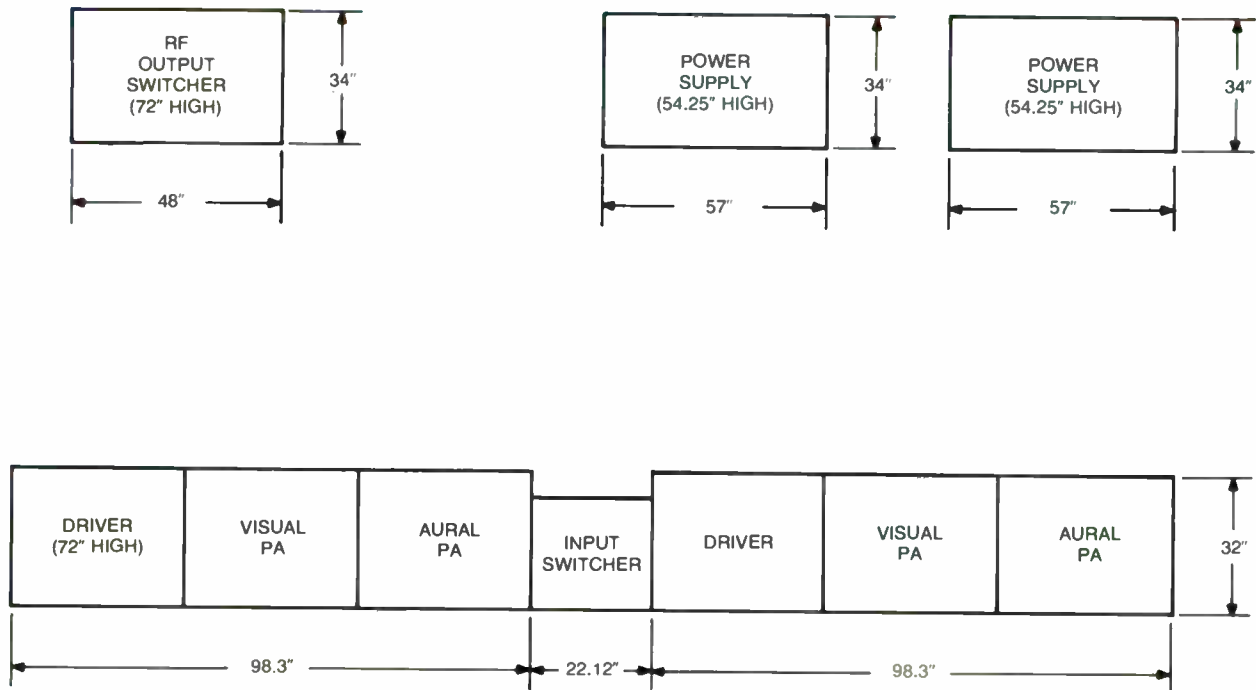 RF
OUTPUT
SWITCHER
(72" HIGH)
34"
48"
POWER
SUPPLY
(54.25" HIGH)
34"
57"
POWER
SUPPLY
(54.25" HIGH)
34"
57"
DRIVER
(72" HIGH)
VISUAL
PA
AURAL
PA
INPUT
SWITCHER
DRIVER
VISUAL
PA
AURAL
PA
32"
98.3"
22.12"
98.3"